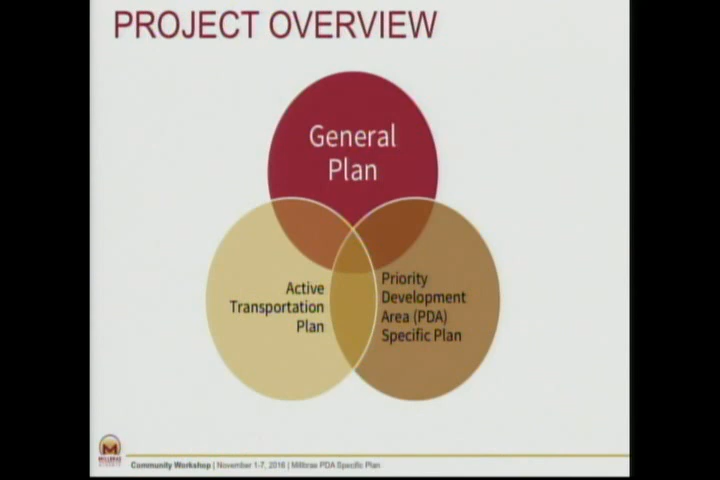 PROJECT OVERVIEW
General
Plan
Active
Transportation
Plan
Priority
Development
Area (PDA)
Specific Plan
M
Community Workshop | November 1-7, 2016 | Millbrae PDA Specific Plan